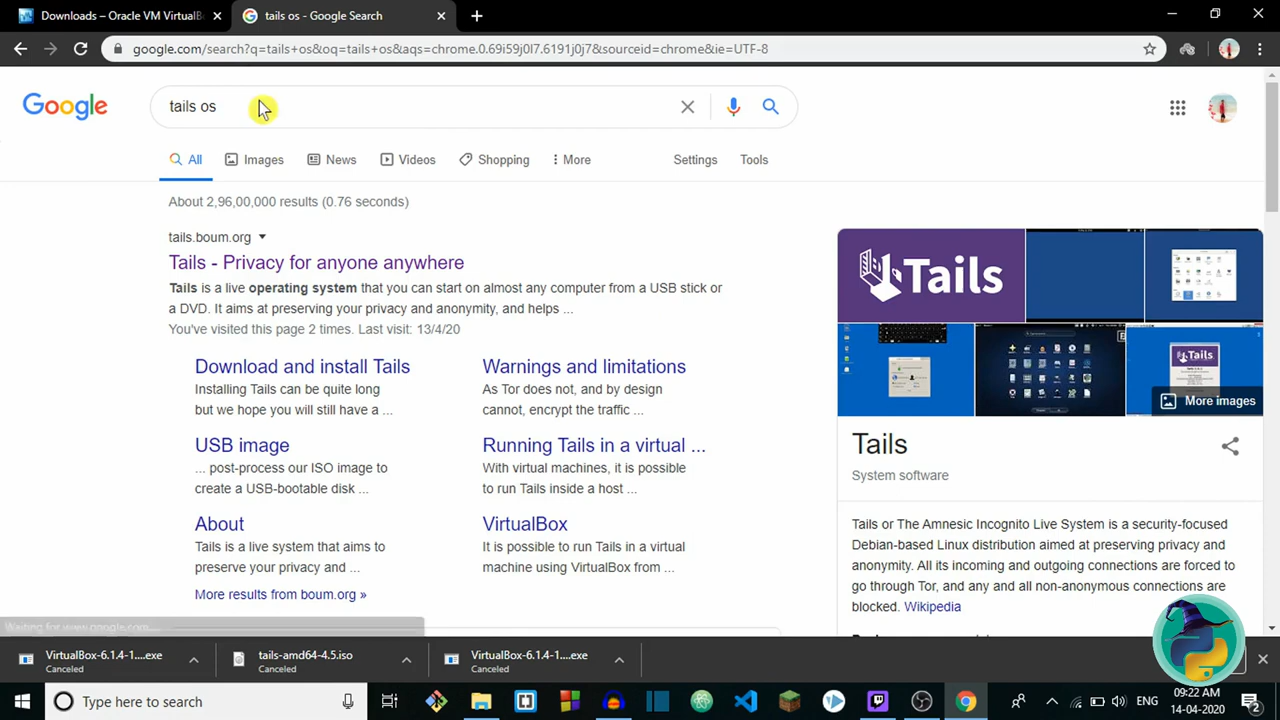 Downloads – Oracle VM VirtualB
tails os - Google Search
google.com/search?q=tails+os&oq=tails+os&aqs=chrome.0.69i59j0l7.6191j0j7&sourceid=chrome&ie=UTF-8
Google
tails os
All
Images
News
Videos
Shopping
More
Settings
Tools
About 2,96,00,000 results (0.76 seconds)
tails.boum.org
Tails - Privacy for anyone anywhere
Tails is a live operating system that you can start on almost any computer from a USB stick or
a DVD. It aims at preserving your privacy and anonymity, and helps ...
You've visited this page 2 times. Last visit: 13/4/20
Download and install Tails
Installing Tails can be quite long
but we hope you will still have a ...
Warnings and limitations
As Tor does not, and by design
cannot, encrypt the traffic ...
USB image
... post-process our ISO image to
create a USB-bootable disk ...
Running Tails in a virtual ...
With virtual machines, it is possible
to run Tails inside a host ...
About
Tails is a live system that aims to
preserve your privacy and ...
VirtualBox
It is possible to run Tails in a virtual
machine using VirtualBox from ...
More results from boum.org »
Tails
Tails
More images
Tails
System software
Tails or The Amnesic Incognito Live System is a security-focused
Debian-based Linux distribution aimed at preserving privacy and
anonymity. All its incoming and outgoing connections are forced to
go through Tor, and any and all non-anonymous connections are
blocked. Wikipedia
Waiting for www.google.com...
VirtualBox-6.1.4-1....exe
Canceled
tails-amd64-4.5.iso
Canceled
VirtualBox-6.1.4-1....exe
Canceled
Type here to search
ENG
09:22 AM
14-04-2020
2